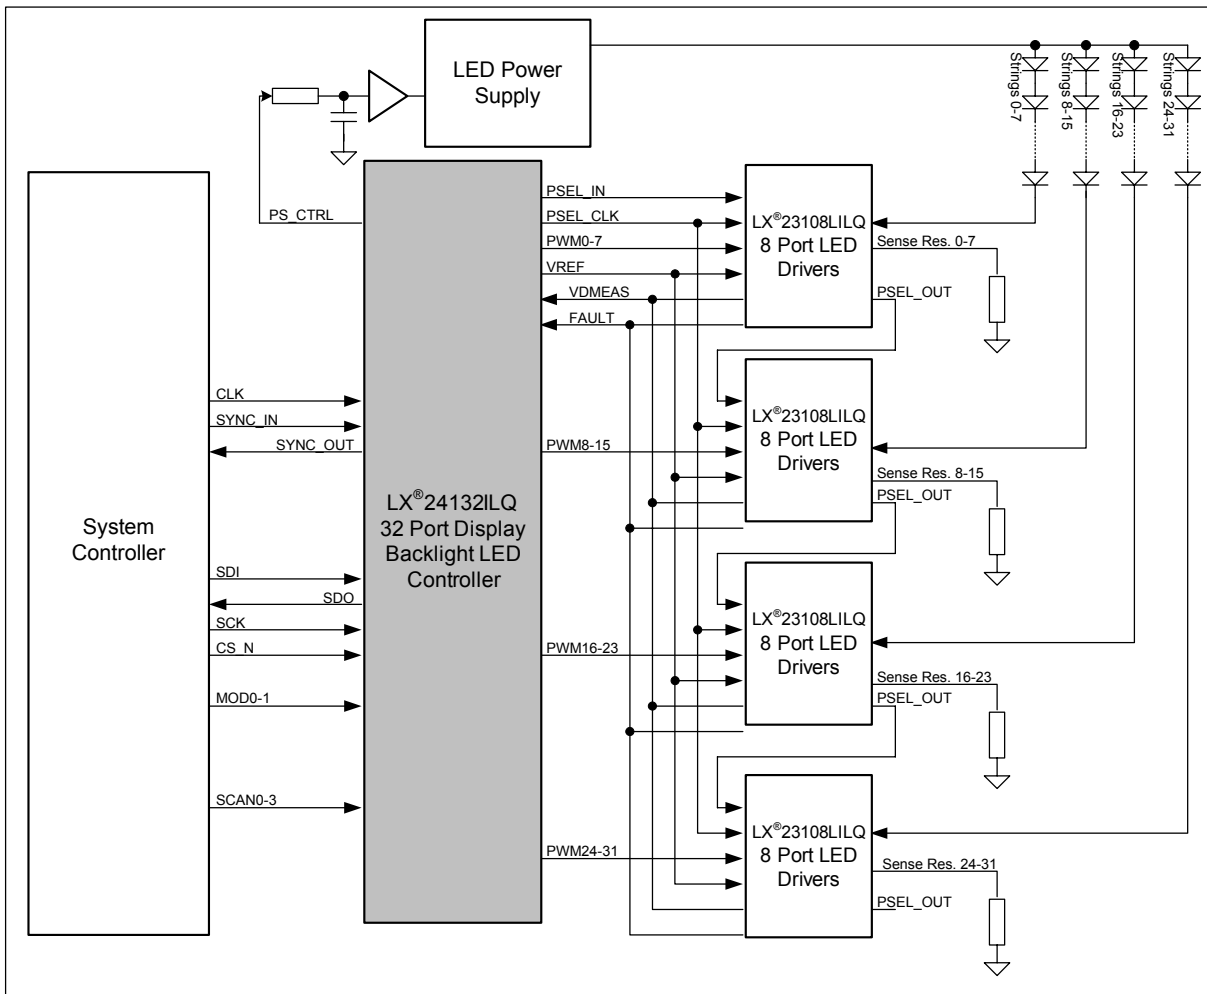 LED Power
Supply
Strings 0-7
Strings 8-15
Strings 16-23
Strings 24-31
PS_CTRL
System
Controller
CLK
SYNC_IN
SYNC_OUT
SDI
SDO
SCK
CS_N
MOD0-1
SCAN0-3
LX®24132ILQ
32 Port Display
Backlight LED
Controller
PSEL_IN
PSEL_CLK
PWM0-7
VREF
VDMEAS
FAULT
LX®23108LILQ
8 Port LED
Drivers
Sense Res. 0-7
PSEL_OUT
PWM8-15
LX®23108LILQ
8 Port LED
Drivers
Sense Res. 8-15
PSEL_OUT
PWM16-23
LX®23108LILQ
8 Port LED
Drivers
Sense Res. 16-23
PSEL_OUT
PWM24-31
LX®23108LILQ
8 Port LED
Drivers
Sense Res. 24-31
PSEL_OUT